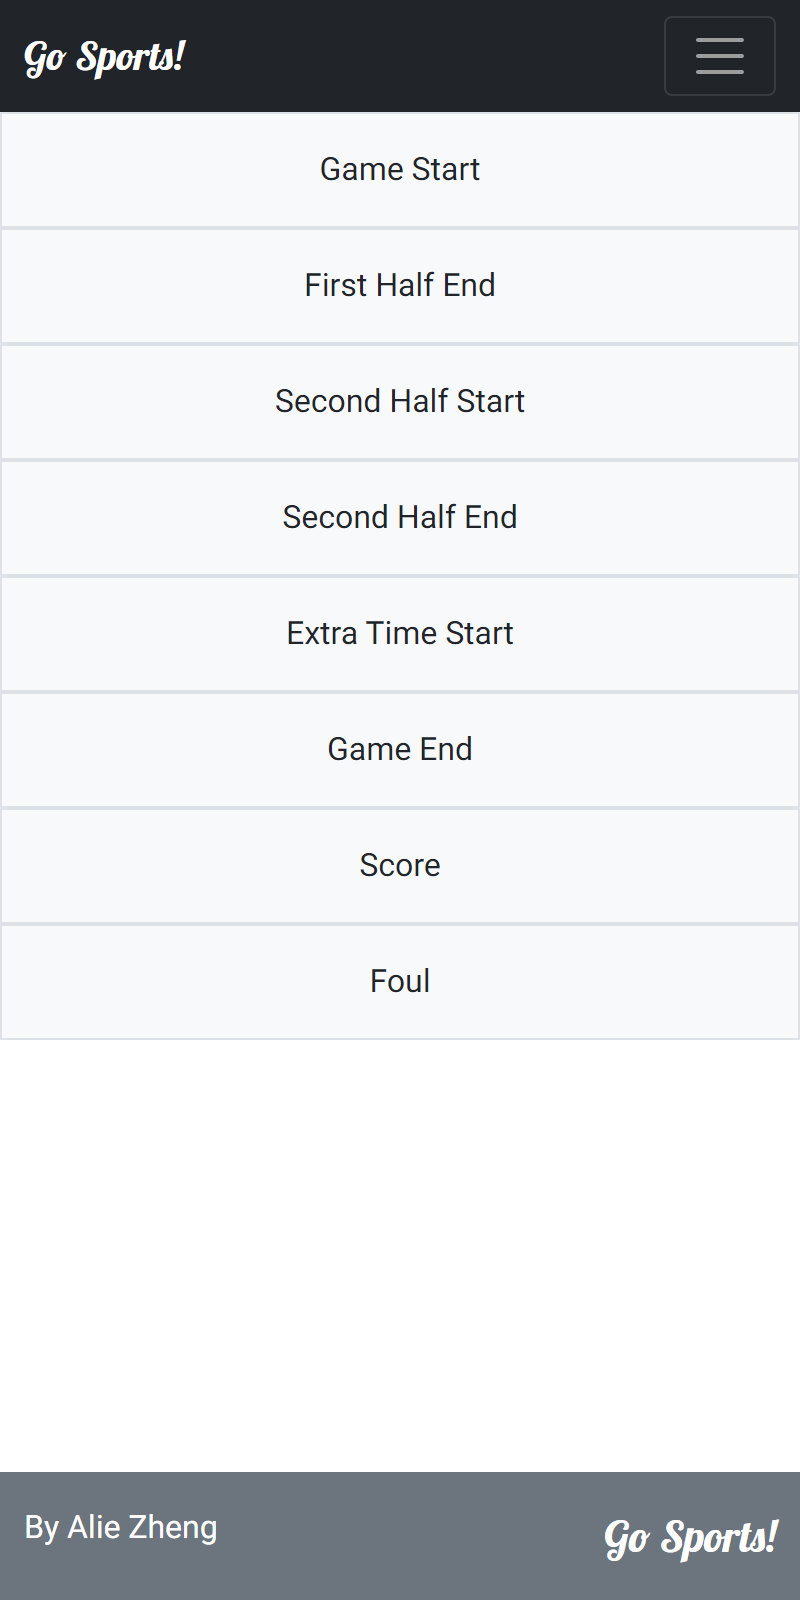 Go Sports!
Game Start
First Half End
Second Half Start
Second Half End
Extra Time Start
Game End
Score
Foul
By Alie Zheng
Go Sports!